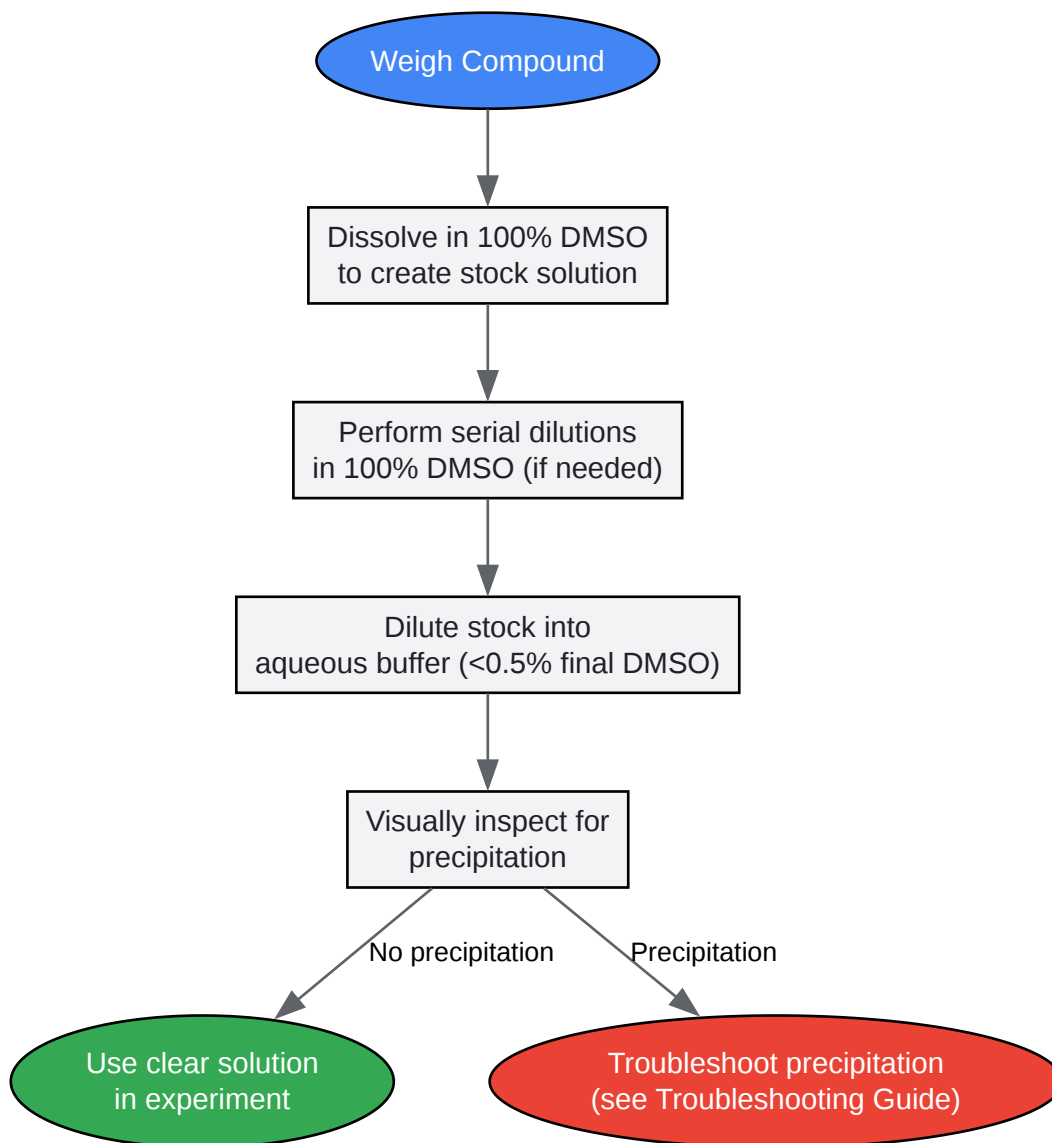 Weigh Compound
Dissolve in 100% DMSO
to create stock solution
Perform serial dilutions
in 100% DMSO (if needed)
Dilute stock into
aqueous buffer (<0.5% final DMSO)
Visually inspect for
precipitation
No precipitation
Precipitation
Use clear solution
in experiment
Troubleshoot precipitation
(see Troubleshooting Guide)